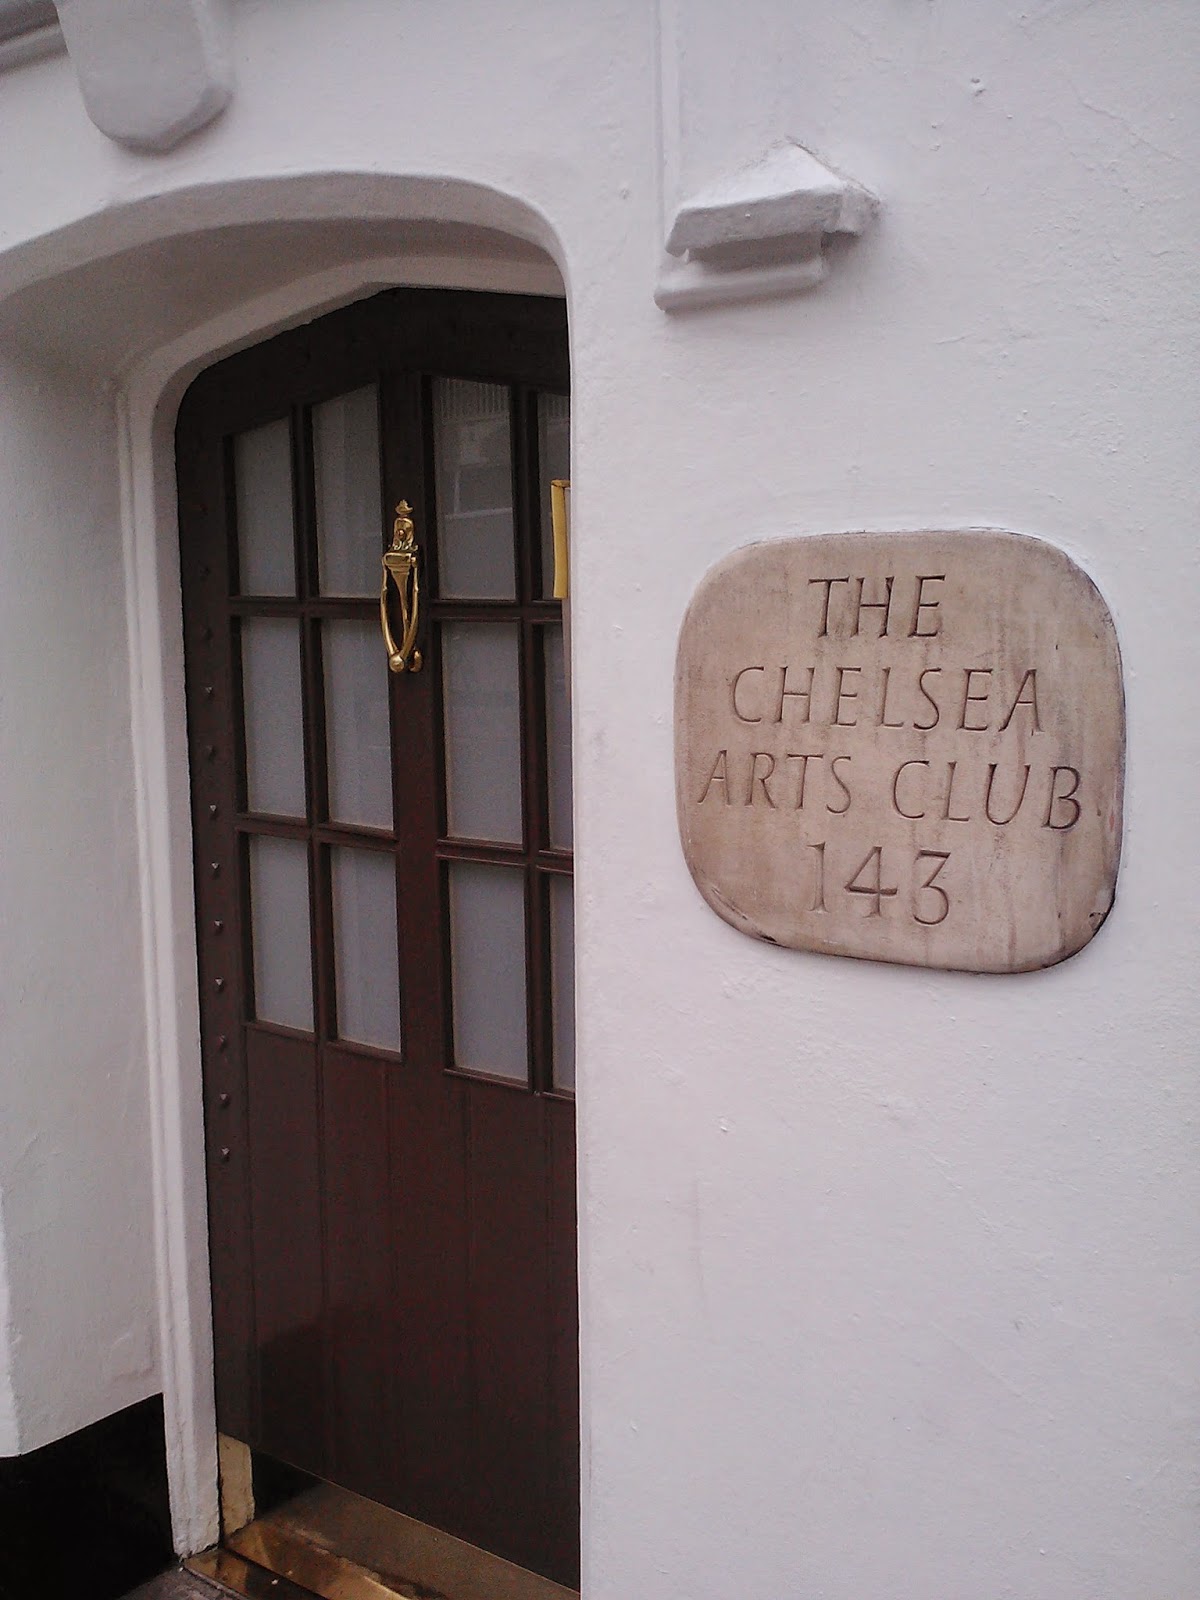 THE
CHELSEA
ARTS CLUB
143